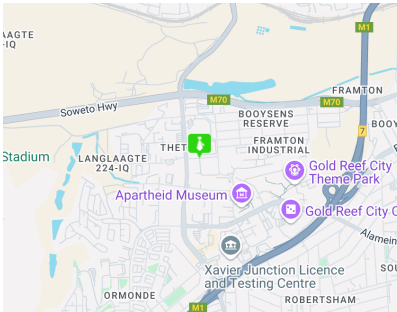 M1
AAGTE
-IQ
FRAMTON
M70
M70
Soweto Hwy
BOOYSENS
RESERVE
BOOY
7
THET
FRAMTON
INDUSTRIAL
Stadium
LANGLAAGTE
224-IQ
Gold Reef City
Theme Park
Apartheid Museum
Gold Reef City C
Alamein
Xavier Junction Licence
and Testing Centre
SOU
ORMONDE
M1
ROBERTSHAM